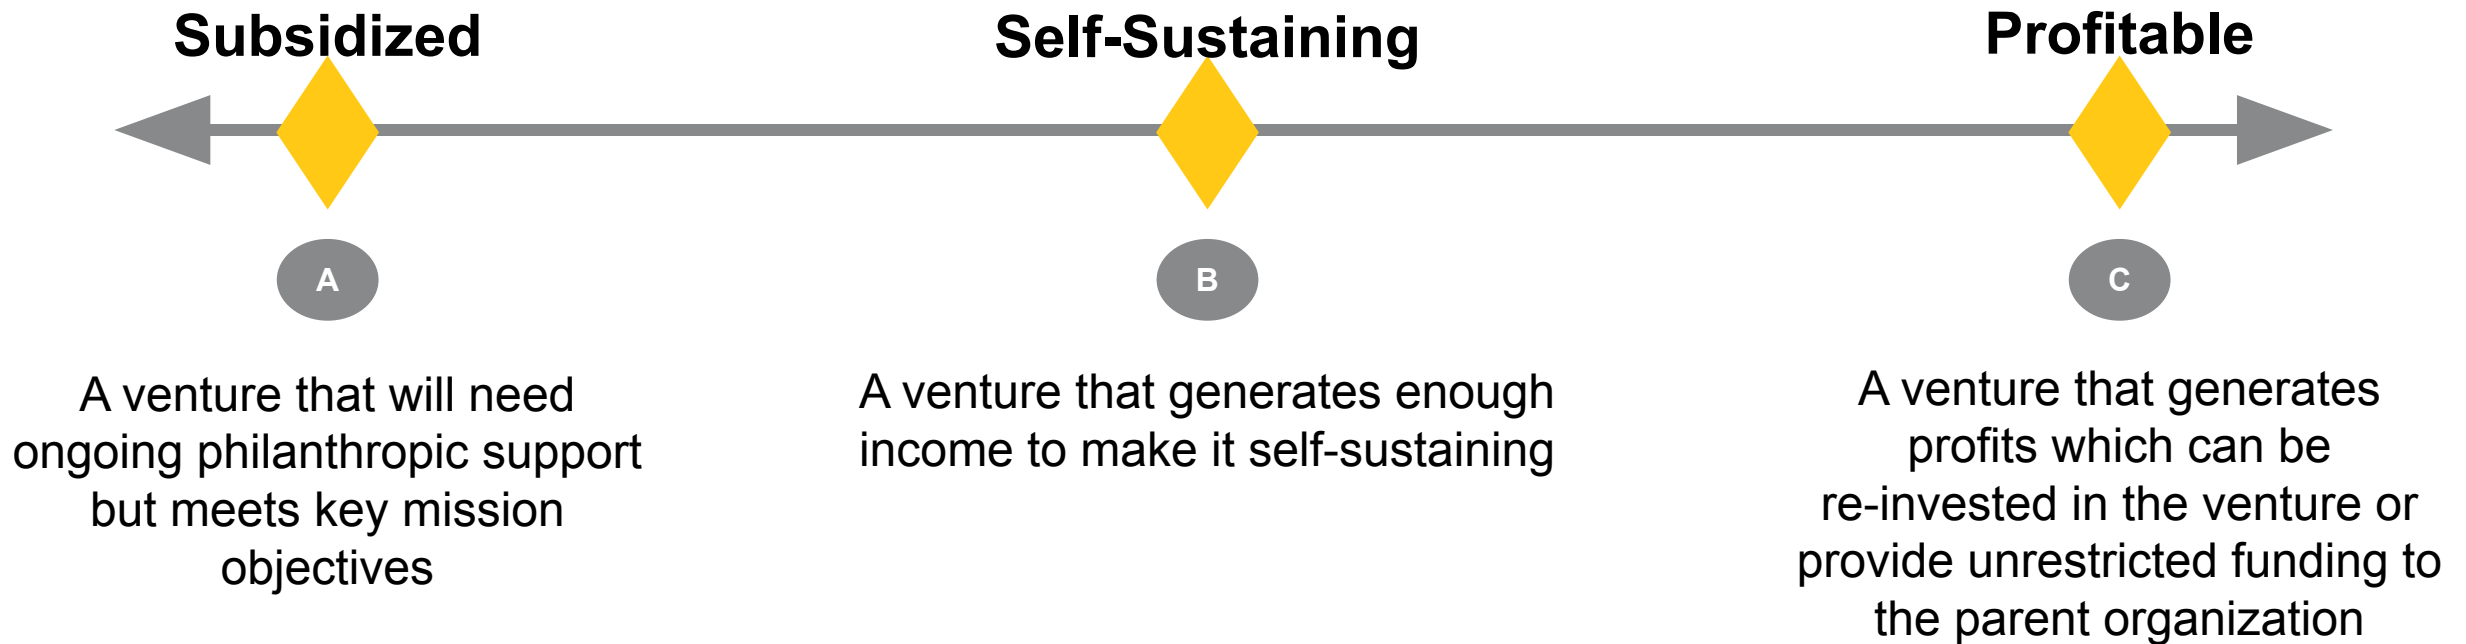 Subsidized
Self-Sustaining
Profitable
A
B
C
A venture that will need
ongoing philanthropic support
but meets key mission
objectives
A venture that generates enough
income to make it self-sustaining
A venture that generates
profits which can be
re-invested in the venture or
provide unrestricted funding to
the parent organization